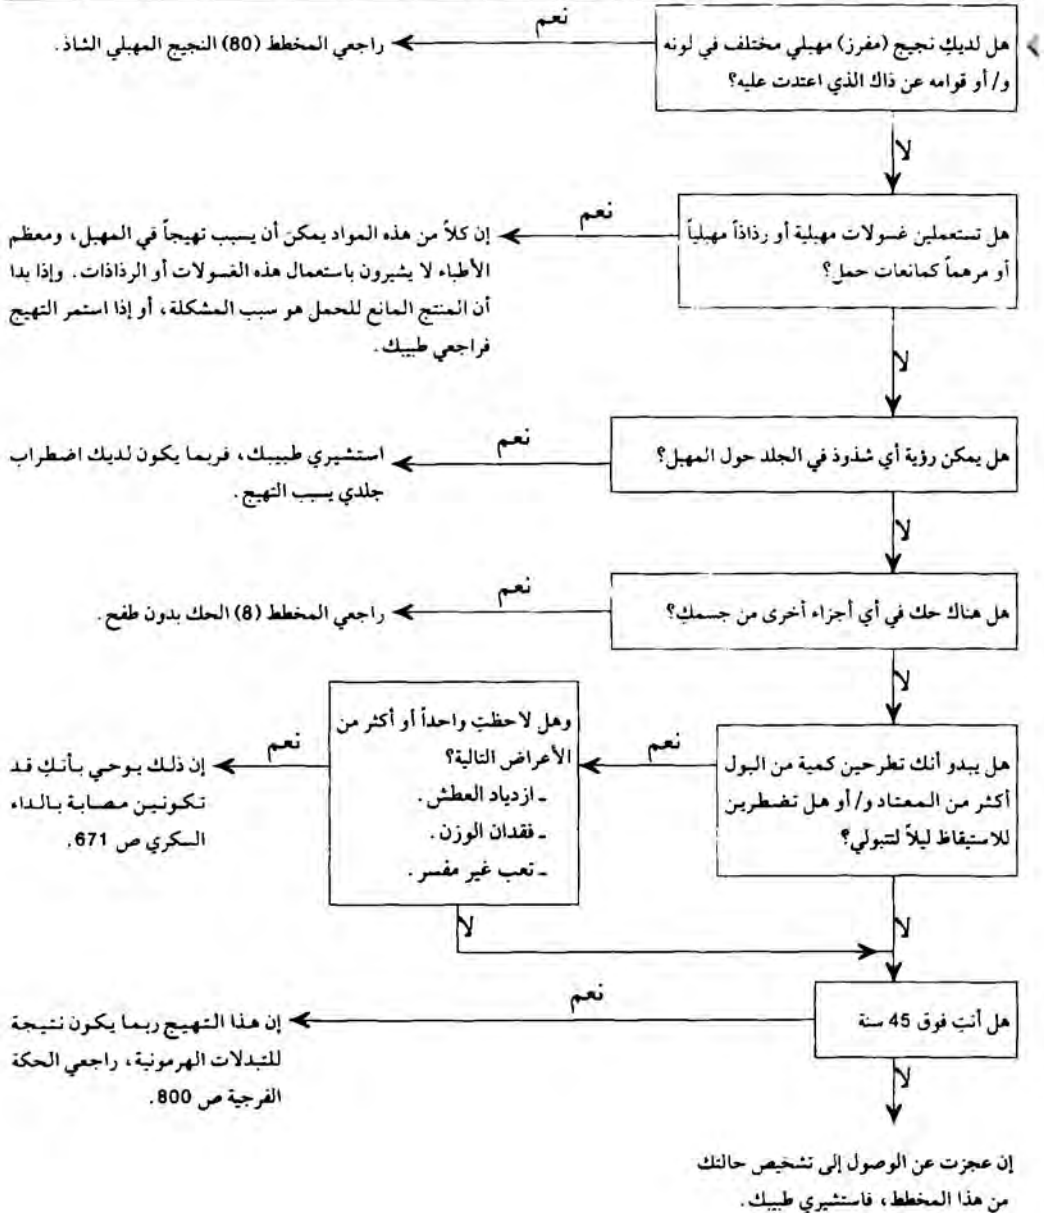 هل لديكِ نجيج (مفرز) مهبلي مختلف في لونه
و/ أو قوامه عن ذاك الذي اعتدت عليه؟
نعم
راجعي المخطط (80) النجيج المهبلي الشاذ.
لا
هل تستعملين غسولات مهبلية أو رذاذاً مهبلياً
أو مرهماً كمانعات حمل؟
نعم
إن كلاً من هذه المواد يمكن أن يسبب تهيجاً في المهبل، ومعظم
الأطباء لا يشيرون باستعمال هذه الغسولات أو الرذاذات. وإذا بدا
أن المنتج المانع للحمل هو سبب المشكلة، أو إذا استمر التهيج
فراجعي طبيبك.
لا
هل يمكن رؤية أي شذوذ في الجلد حول المهبل؟
نعم
استشيري طبيبك، فربما يكون لديك اضطراب
جلدي يسبب التهيج.
لا
هل هناك حك في أي أجزاء أخرى من جسمكِ؟
نعم
راجعي المخطط (8) الحك بدون طفح.
لا
هل يبدو أنك تطرحين كمية من البول
أكثر من المعتاد و/ أو هل تضطرين
للاستيقاظ ليلاً لتتبولي؟
نعم
وهل لاحظتِ واحداً أو أكثر من
الأعراض التالية؟
ـ ازدياد العطش.
ـ فقدان الوزن.
ـ تعب غير مفسر.
نعم
إن ذلك يوحي بأنكِ قد
تكونين مصابة بالداء
السكري ص 671.
لا
لا
هل أنتِ فوق 45 سنة
نعم
إن هذا التهيج ربما يكون نتيجة
للتبدلات الهرمونية، راجعي الحكة
الفرجية ص 800.
لا
إن عجزت عن الوصول إلى تشخيص حالتك
من هذا المخطط، فاستشيري طبيبك.